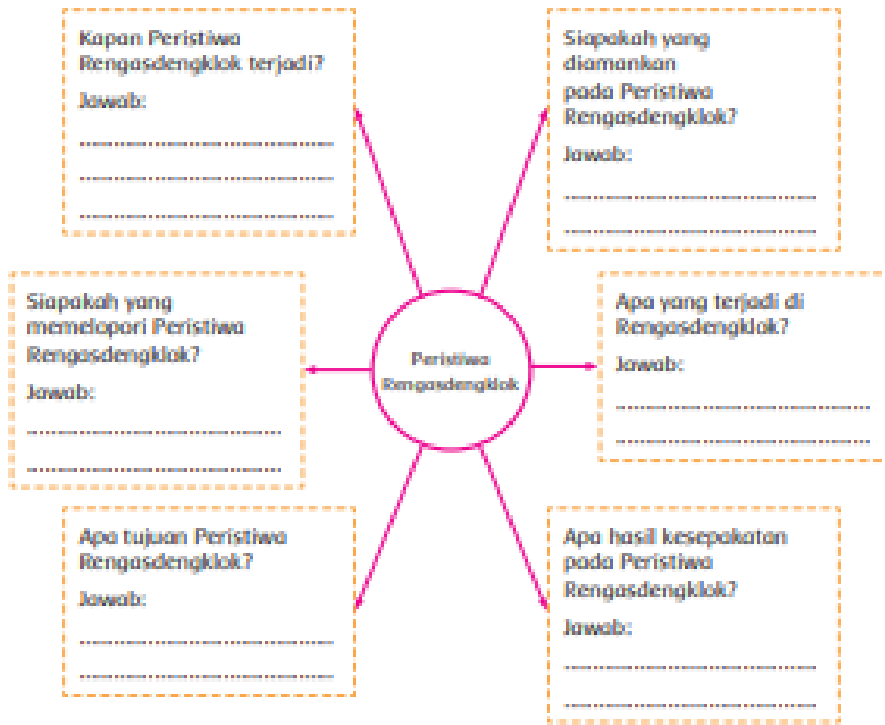 Kapan Peristiwa
Rengasdengklok terjadi?
Jawab:
Siapakah yang
diamankan
pada Peristiwa
Rengasdengklok?
Jawab:
Siapakah yang
memelopori Peristiwa
Rengasdengklok?
Jawab:
Peristiwa
Rengasdengklok
Apa yang terjadi di
Rengasdengklok?
Jawab:
Apa tujuan Peristiwa
Rengasdengklok?
Jawab:
Apa hasil kesepakatan
pada Peristiwa
Rengasdengklok?
Jawab: